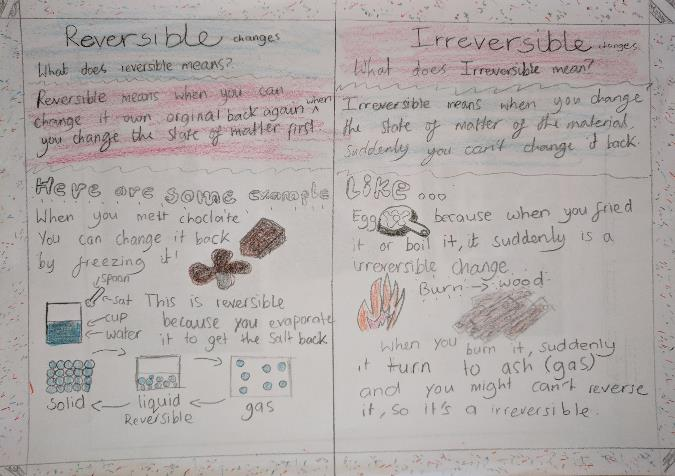 Reversible changes
What does reversible means?
Reversible means when you can
change it own orginal back again when
you change the state of matter first.
Here are some example
When you melt choclate
You can change it back
by freezing it!
spoon
salt This is reversible
cup because you evaporate
water it to get the salt back
solid
liquid
gas
Reversible
Irreversible changes
What does Irreversible mean?
Irreversible means when you change
the state of matter of the material.
suddenly you can't change it back.
Like...
Egg because when you fried
it or boil it, it suddenly is a
irreversible change.
Burn → wood
When you burn it, suddenly
it turn to ash (gas)
and you might can't reverse
it, so it's a irreversible.